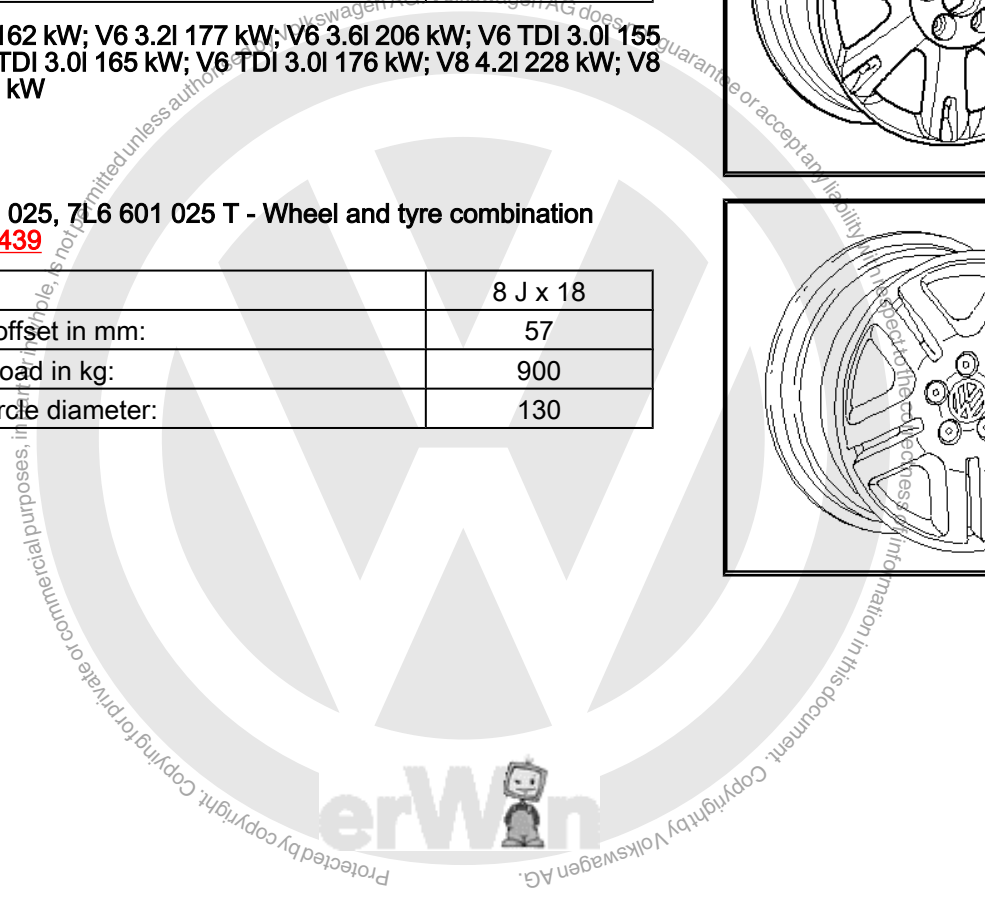 162 kW; V6 3.2l 177 kW; V6 3.6l 206 kW; V6 TDI 3.0l 155
TDI 3.0l 165 kW; V6 TDI 3.0l 176 kW; V8 4.2l 228 kW; V8
kW
025, 7L6 601 025 T - Wheel and tyre combination
439
8 J x 18
offset in mm:
57
load in kg:
900
circle diameter:
130
erWin
Protected by copyright. Copying for private or commercial purposes, in part or in whole, is not permitted unless authorised by Volkswagen AG. Volkswagen AG does not guarantee or accept any liability with respect to the correctness of information in this document. Copyright by Volkswagen AG.